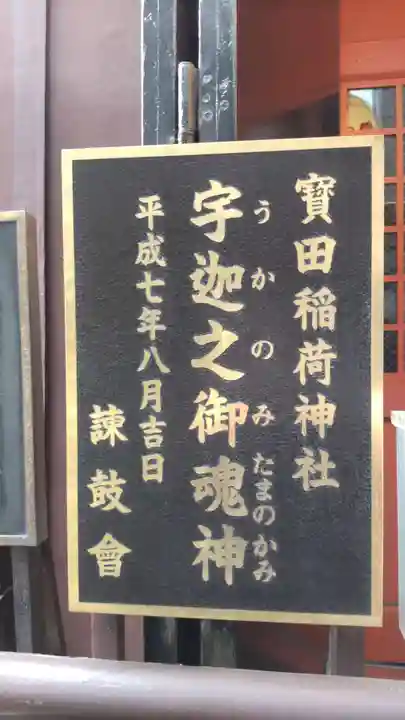 寶田稲荷神社
うかのみたまのかみ
宇迦之御魂神
平成七年八月吉日
諌鼓會